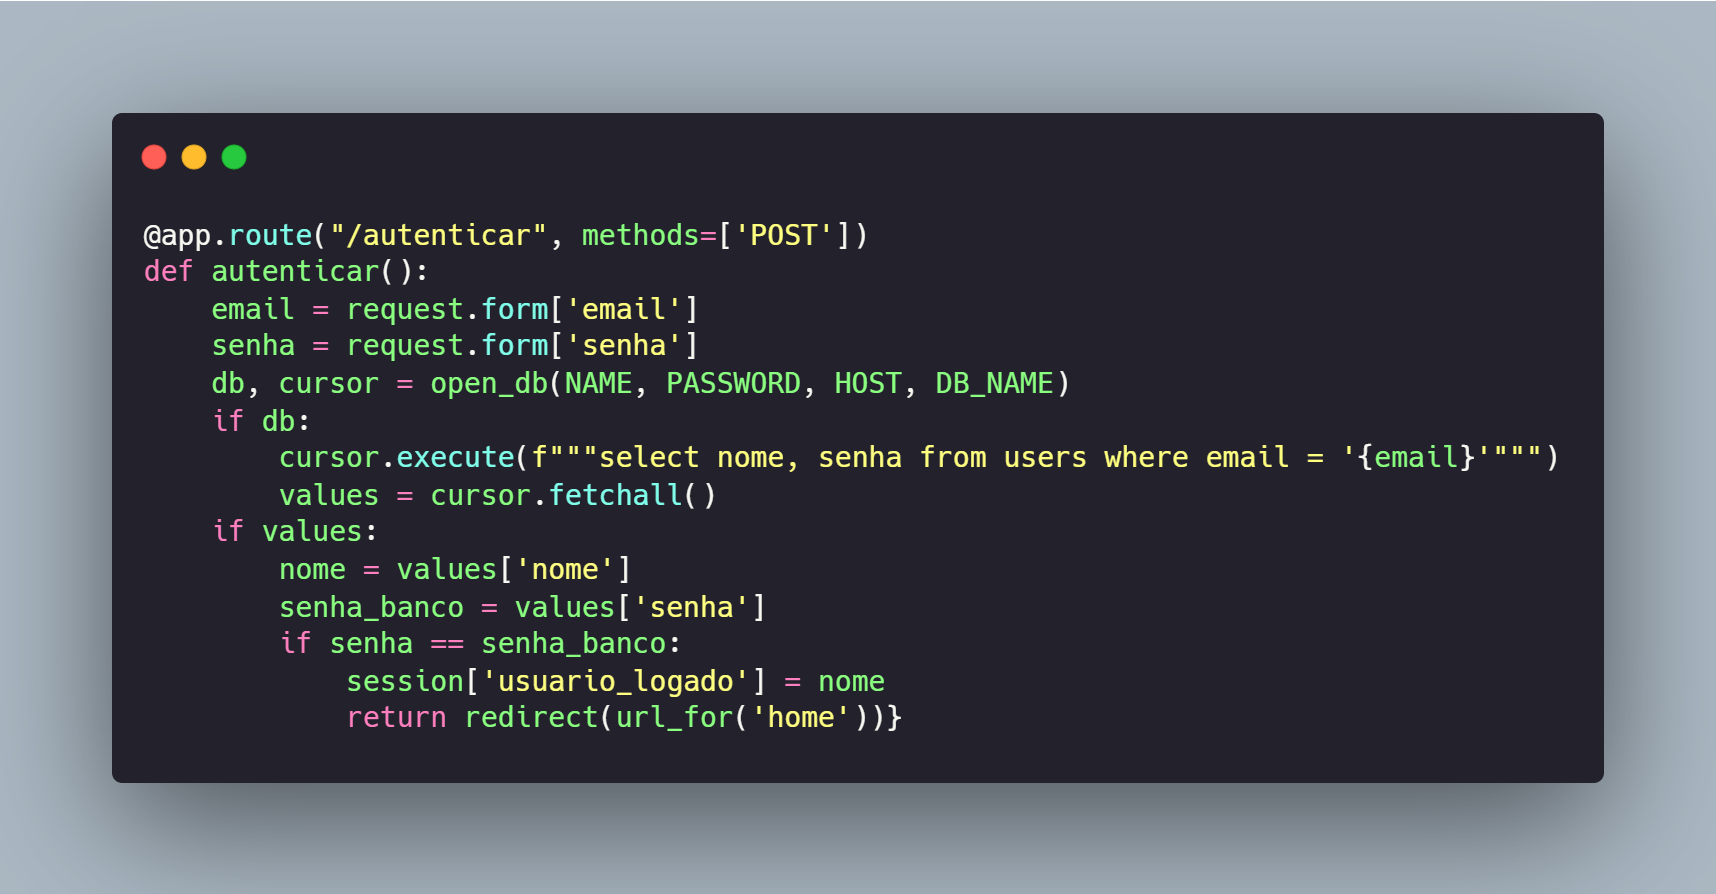 @app.route("/autenticar", methods=['POST'])
def autenticar():
    email = request.form['email']
    senha = request.form['senha']
    db, cursor = open_db(NAME, PASSWORD, HOST, DB_NAME)
    if db:
        cursor.execute(f"""select nome, senha from users where email = '{email}'""")
        values = cursor.fetchall()
    if values:
        nome = values['nome']
        senha_banco = values['senha']
        if senha == senha_banco:
            session['usuario_logado'] = nome
            return redirect(url_for('home'))}